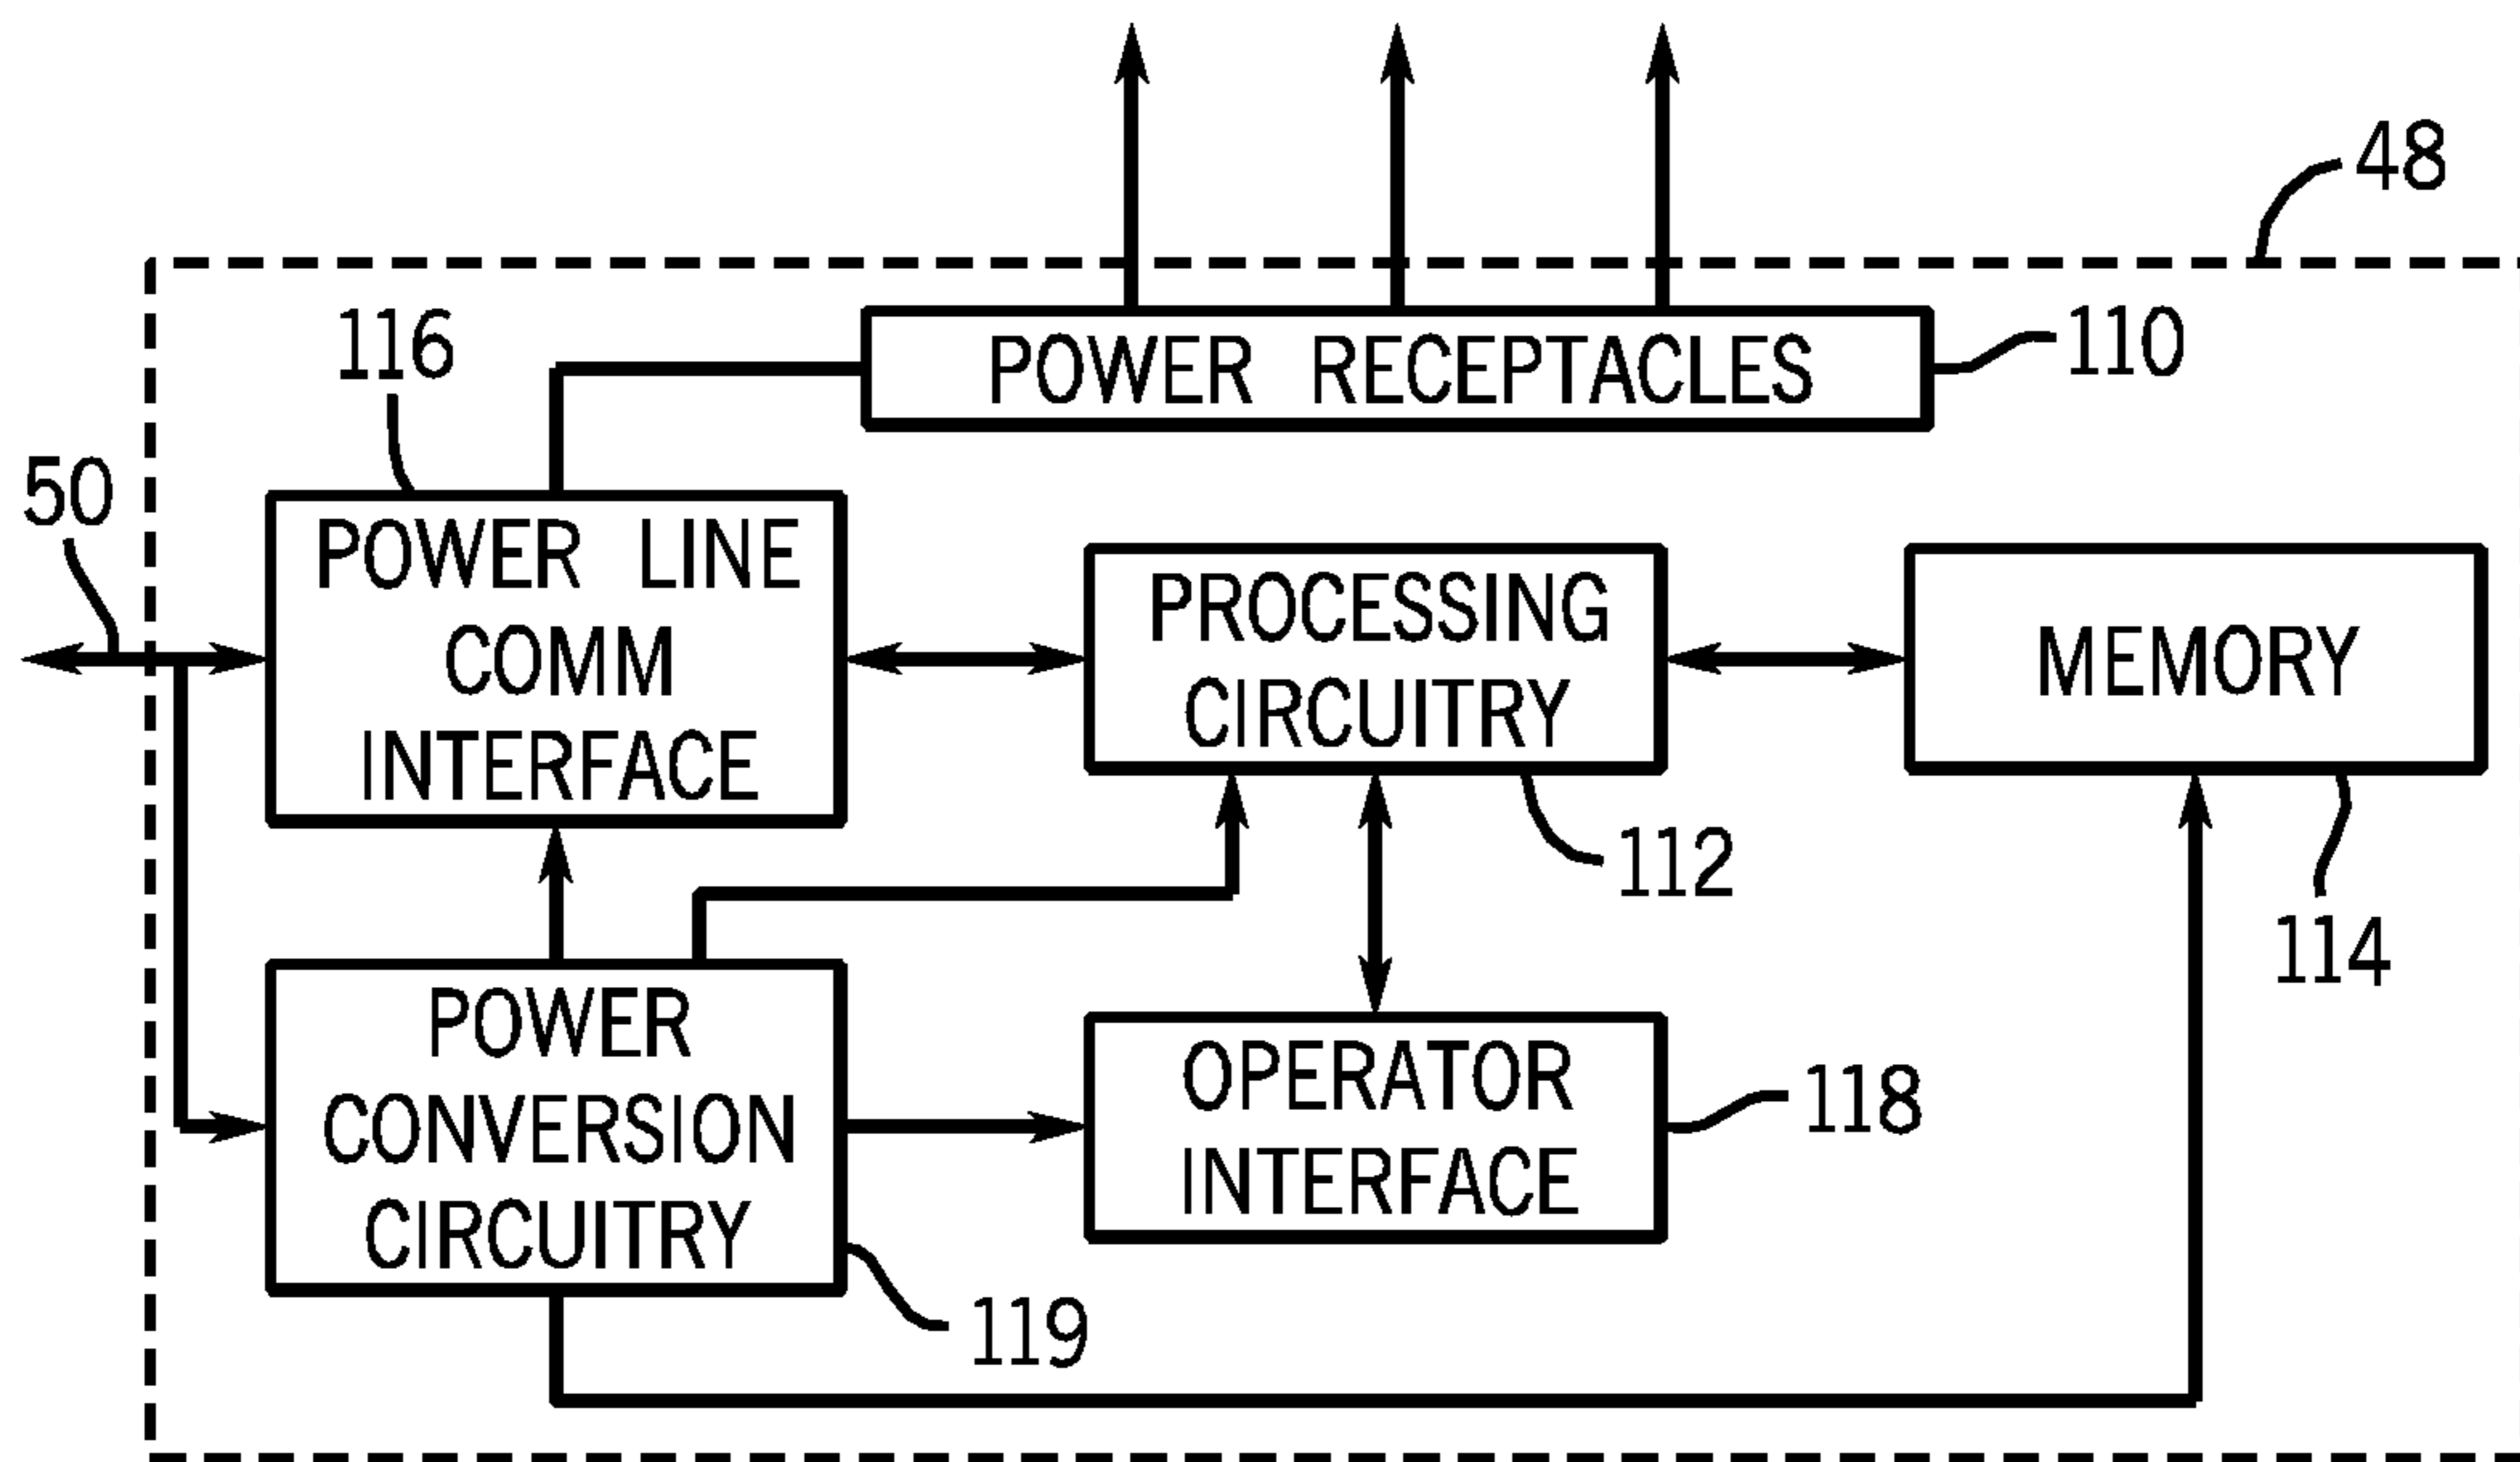 48
116
POWER RECEPTACLES
110
50
POWER LINE
COMM
INTERFACE
PROCESSING
CIRCUITRY
MEMORY
112
114
POWER
CONVERSION
CIRCUITRY
OPERATOR
INTERFACE
118
119